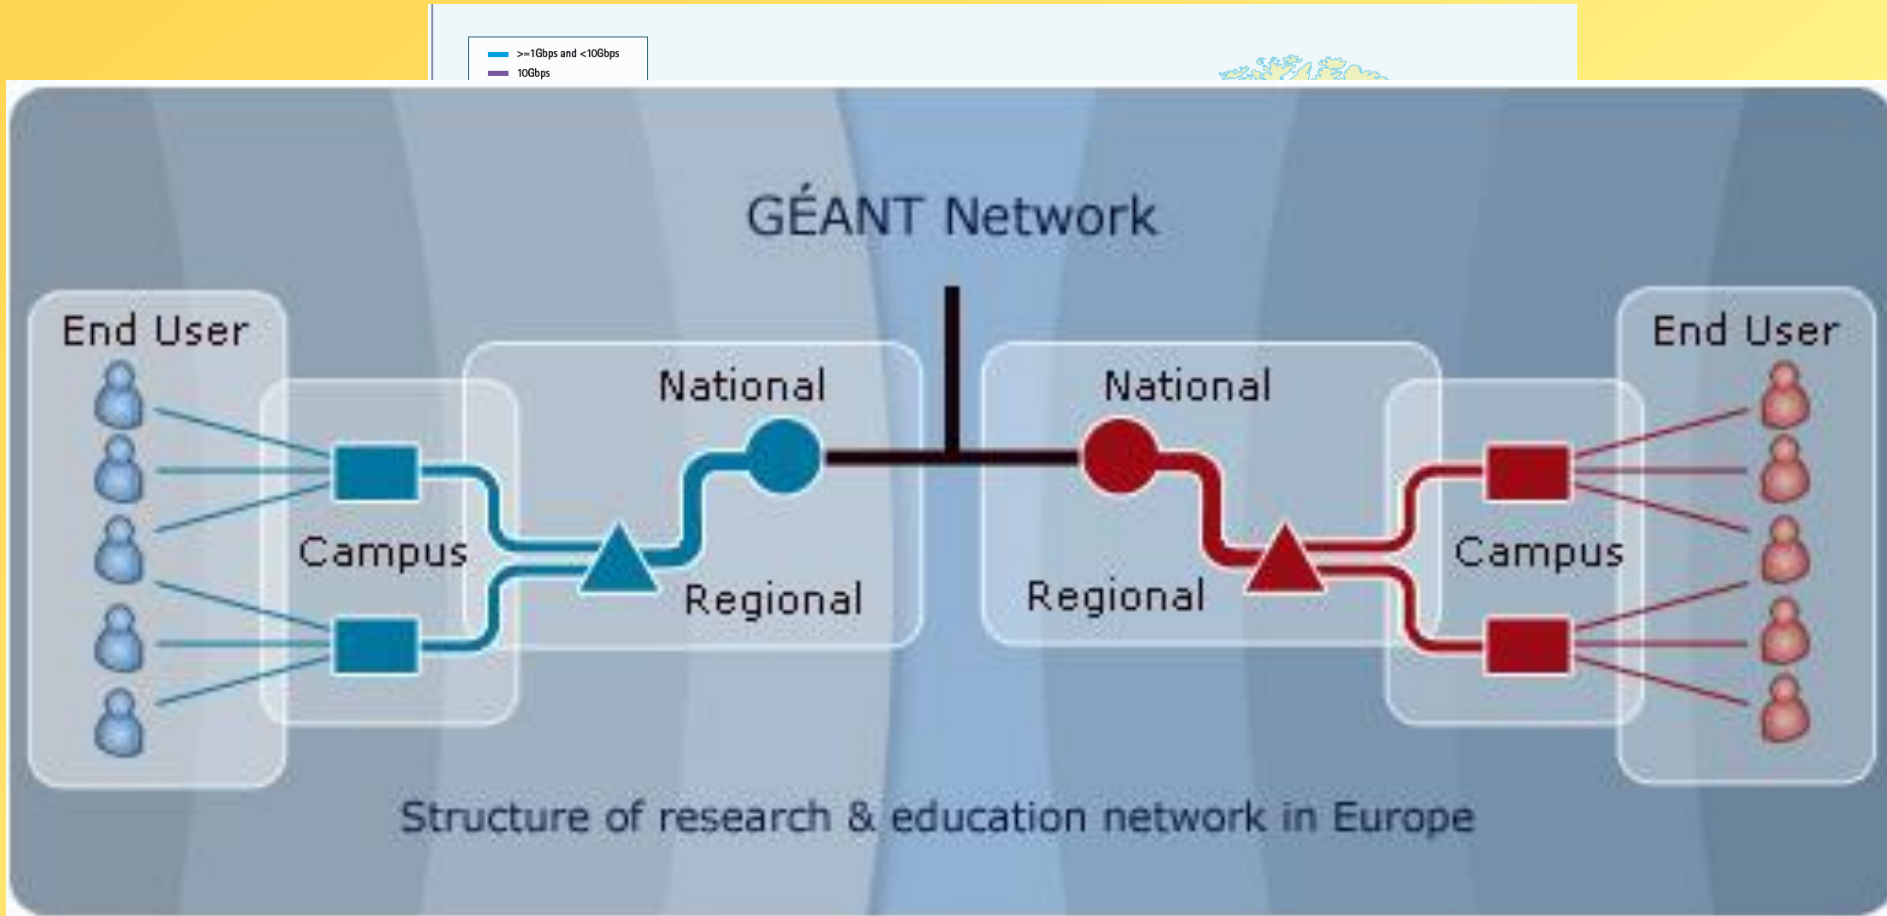 >=1Gbps and <10Gbps
10Gbps
GÉANT Network
End User
National
National
End User
Campus
Regional
Regional
Campus
Structure of research & education network in Europe